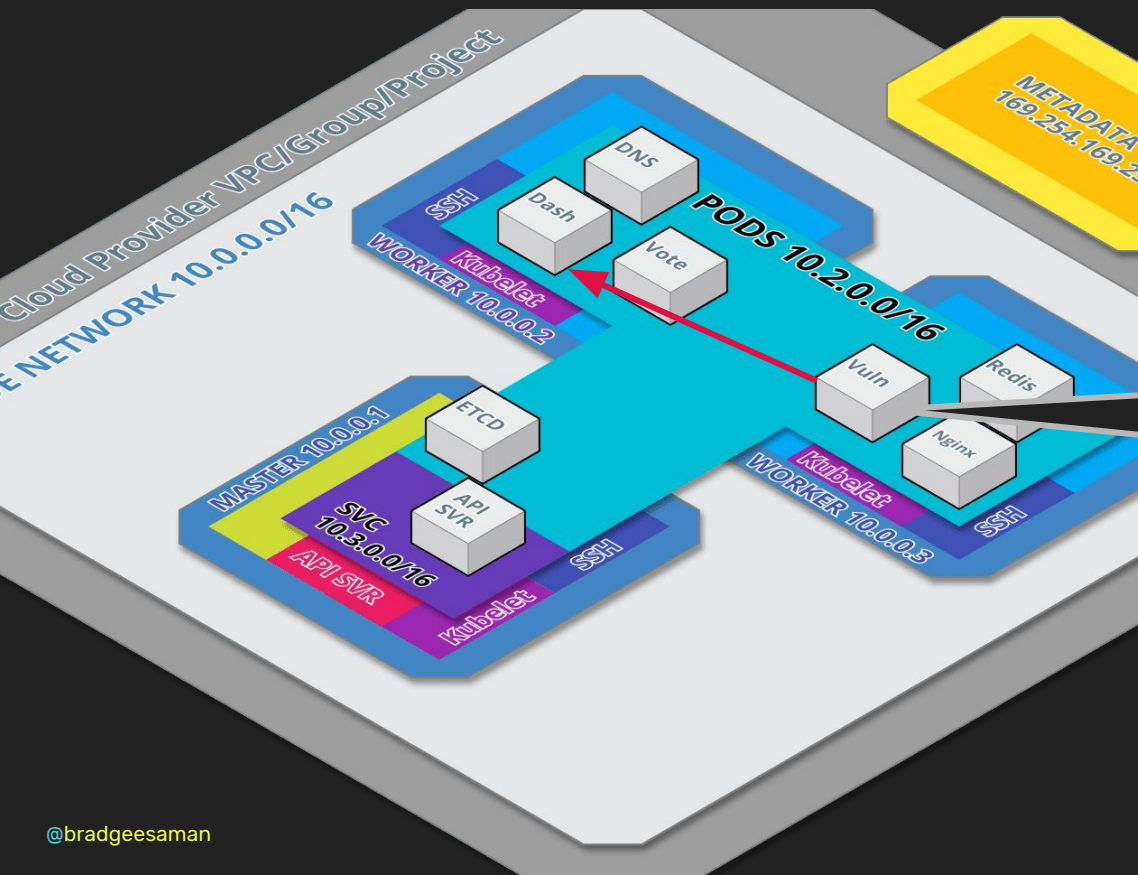 Cloud Provider VPC/Group/Project
E NETWORK 10.0.0.0/16
METADATA
169.254.169.25
DNS
Dash
Vote
SSH
Kubelet
WORKER 10.0.0.2
PODS 10.2.0.0/16
Vuln
Redis
Nginx
Kubelet
WORKER 10.0.0.3
SSH
ETCD
MASTER 10.0.0.1
API
SVR
SVC
10.3.0.0/16
API SVR
Kubelet
SSH
@bradgeesaman